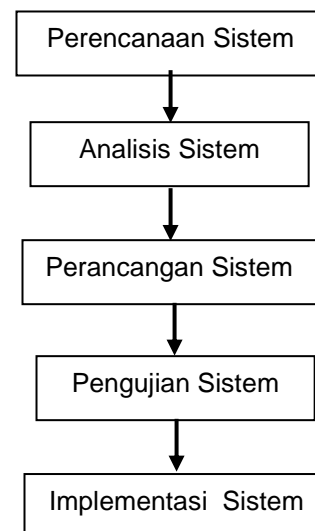 Perencanaan Sistem
Analisis Sistem
Perancangan Sistem
Pengujian Sistem
Implementasi Sistem